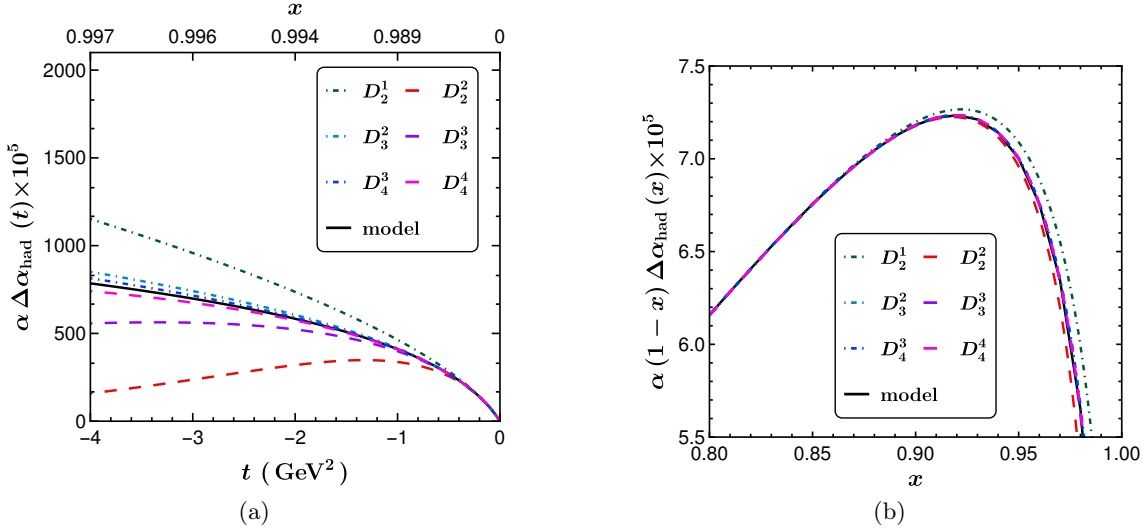 x
0.997 0.996 0.994 0.989 0
2000
1500
1000
500
0
−4 −3 −2 −1 0
α Δα_had (t)×10^5
t ( GeV^2 )
D_2^1 D_2^2
D_3^2 D_3^3
D_4^3 D_4^4
model
(a)
7.5
7.0
6.5
6.0
5.5
0.80 0.85 0.90 0.95 1.00
α (1 − x) Δα_had (x)×10^5
x
D_2^1 D_2^2
D_3^2 D_3^3
D_4^3 D_4^4
model
(b)